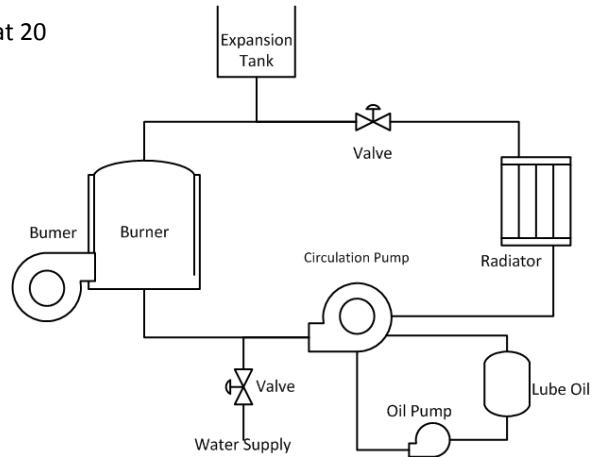 at 20
Expansion
Tank
Valve
Bumer
Burner
Circulation Pump
Radiator
Valve
Lube Oil
Oil Pump
Water Supply